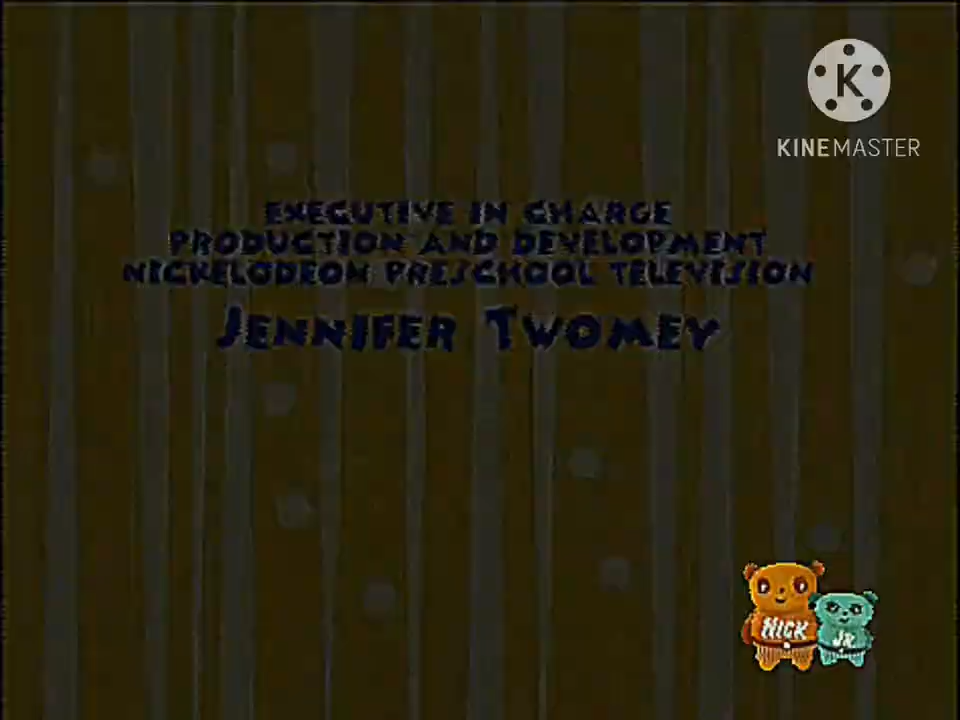 K
KINEMASTER
EXECUTIVE IN CHARGE
PRODUCTION AND DEVELOPMENT
NICKELODEON PRESCHOOL TELEVISION
JENNIFER TWOMEY
NICK
JR.